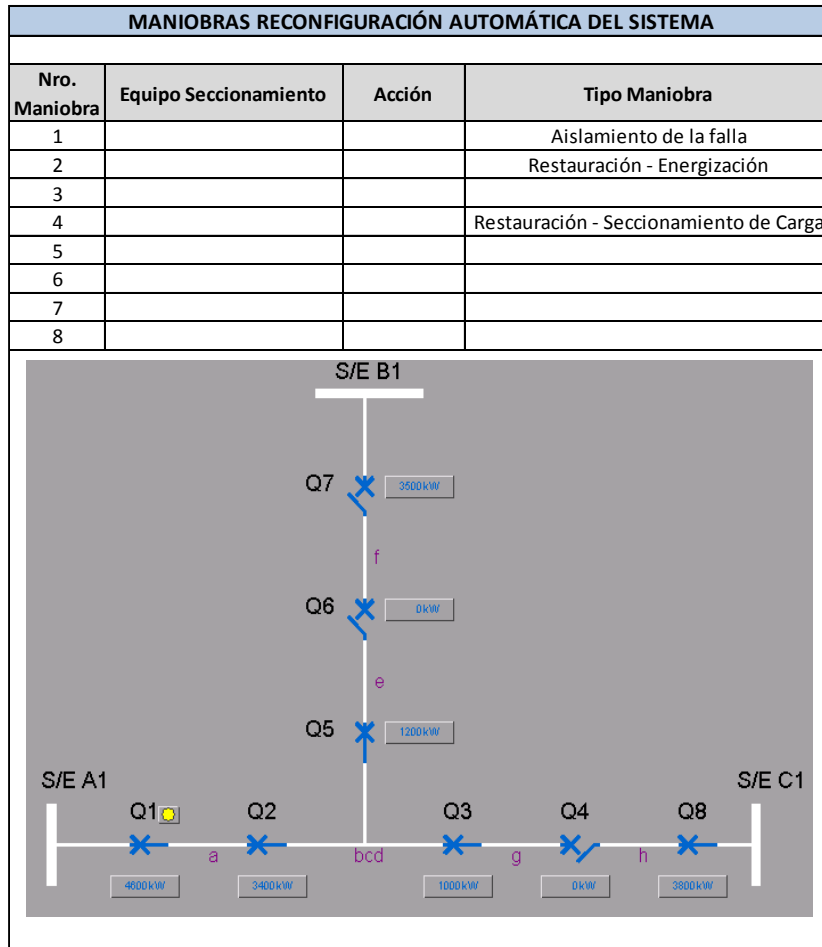 MANIOBRAS RECONFIGURACIÓN AUTOMÁTICA DEL SISTEMA
Nro. Maniobra Equipo Seccionamiento Acción Tipo Maniobra
1 Aislamiento de la falla
2 Restauración - Energización
3
4 Restauración - Seccionamiento de Carga
5
6
7
8
S/E B1
Q7 3500kW
f
Q6 0kW
e
Q5 1200kW
S/E A1 S/E C1
Q1 Q2 Q3 Q4 Q8
a bcd g h
4600kW 3400kW 1000kW 0kW 3800kW